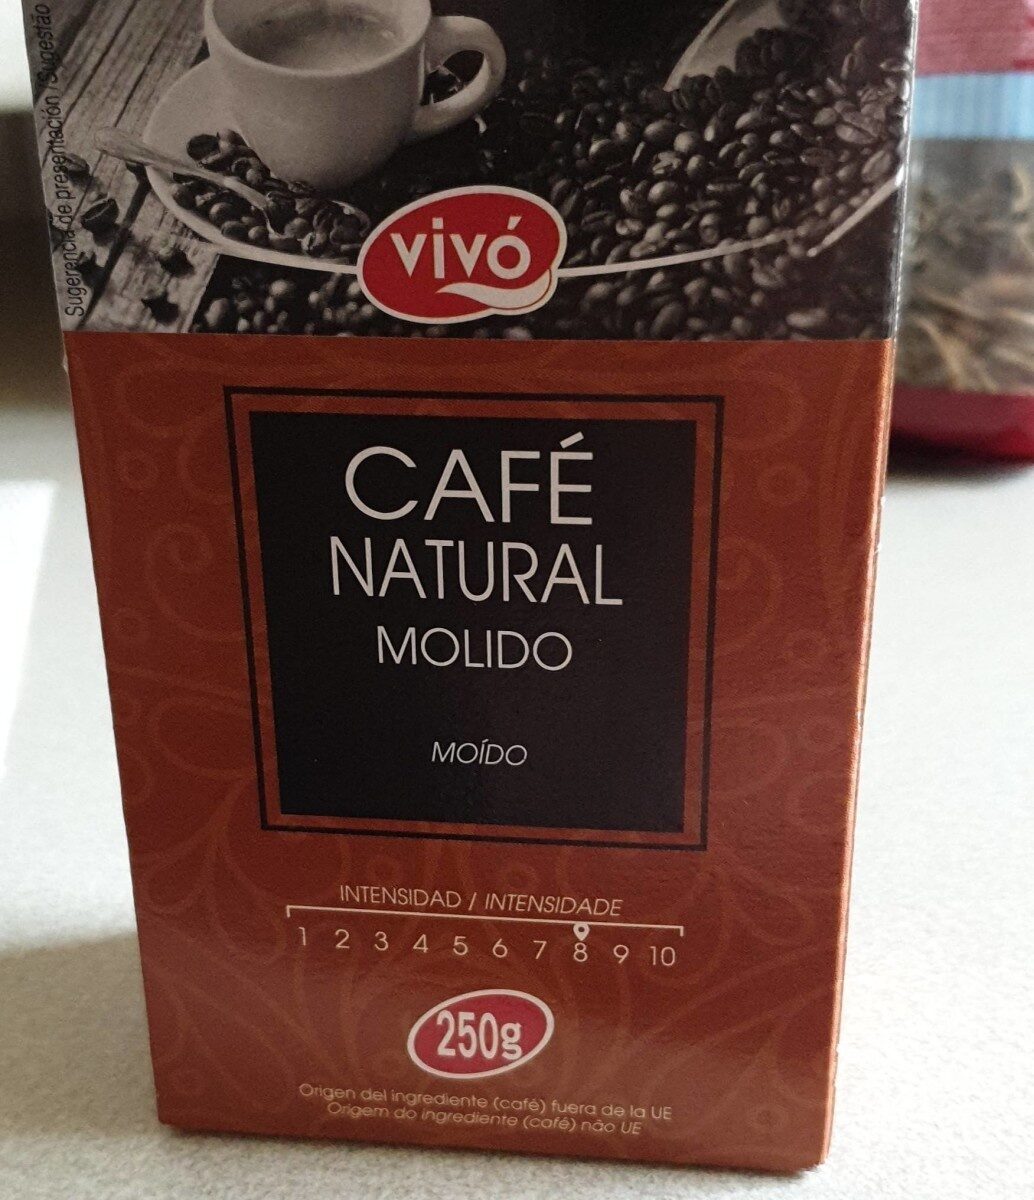 Sugerencia de presentación / Sugestão
vivó
CAFÉ
NATURAL
MOLIDO
MOÍDO
INTENSIDAD / INTENSIDADE
1 2 3 4 5 6 7 8 9 10
250g
Origen del ingrediente (café) fuera de la UE
Origem do ingrediente (café) não UE